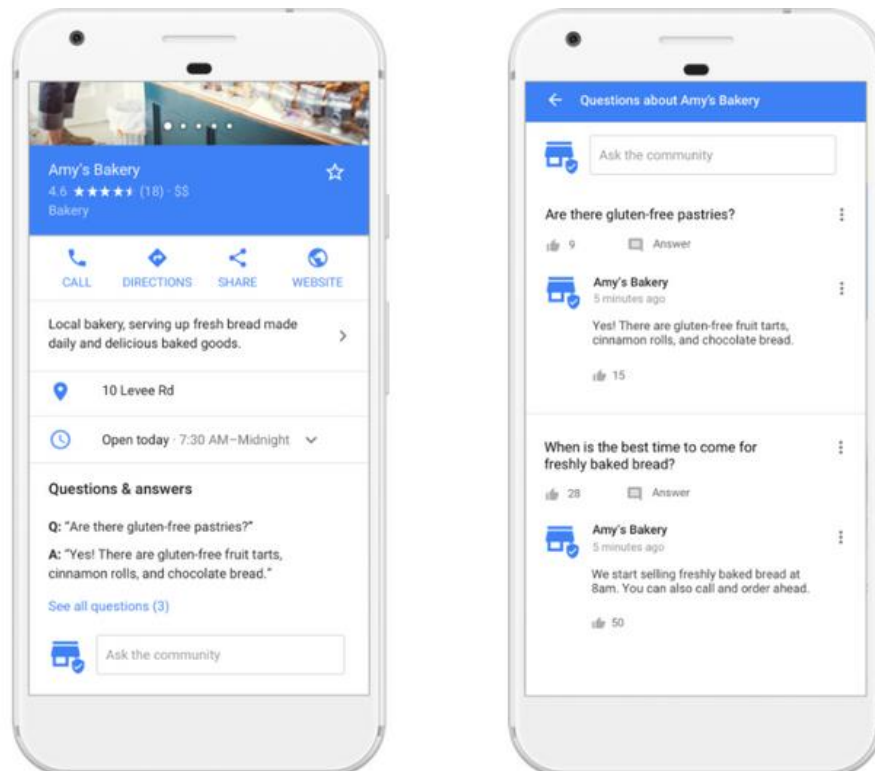 Amy's Bakery
4.6 ★★★★★ (18) · $$
Bakery
CALL DIRECTIONS SHARE WEBSITE
Local bakery, serving up fresh bread made
daily and delicious baked goods.
10 Levee Rd
Open today · 7:30 AM–Midnight
Questions & answers
Q: “Are there gluten-free pastries?”
A: “Yes! There are gluten-free fruit tarts,
cinnamon rolls, and chocolate bread.”
See all questions (3)
Ask the community
Questions about Amy's Bakery
Ask the community
Are there gluten-free pastries?
9 Answer
Amy's Bakery
5 minutes ago
Yes! There are gluten-free fruit tarts,
cinnamon rolls, and chocolate bread.
15
When is the best time to come for
freshly baked bread?
28 Answer
Amy's Bakery
5 minutes ago
We start selling freshly baked bread at
8am. You can also call and order ahead.
50